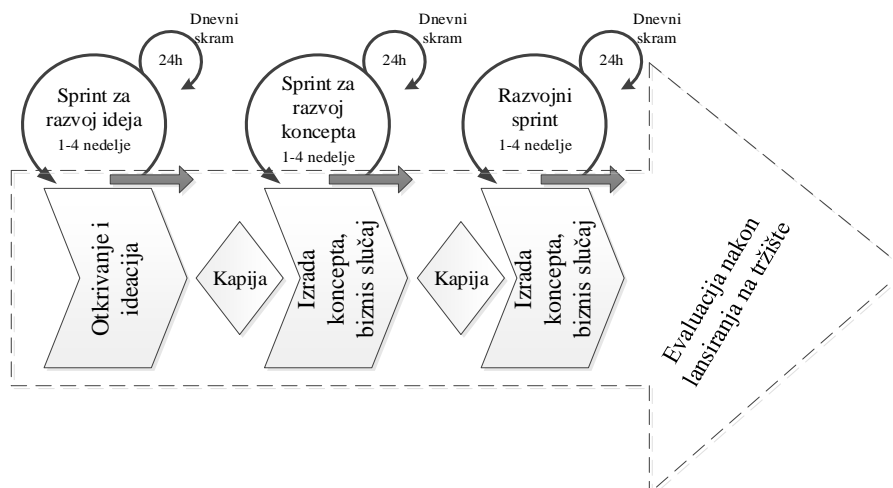 Dnevni
skram
24h
Sprint za
razvoj ideja
1-4 nedelje
Dnevni
skram
24h
Sprint za
razvoj
koncepta
1-4 nedelje
Dnevni
skram
24h
Razvojni
sprint
1-4 nedelje
Otkrivanje i
ideacija
Kapija
Izrada
koncepta,
biznis slučaj
Kapija
Izrada
koncepta,
biznis slučaj
Evaluacija nakon
lansiranja na tržište